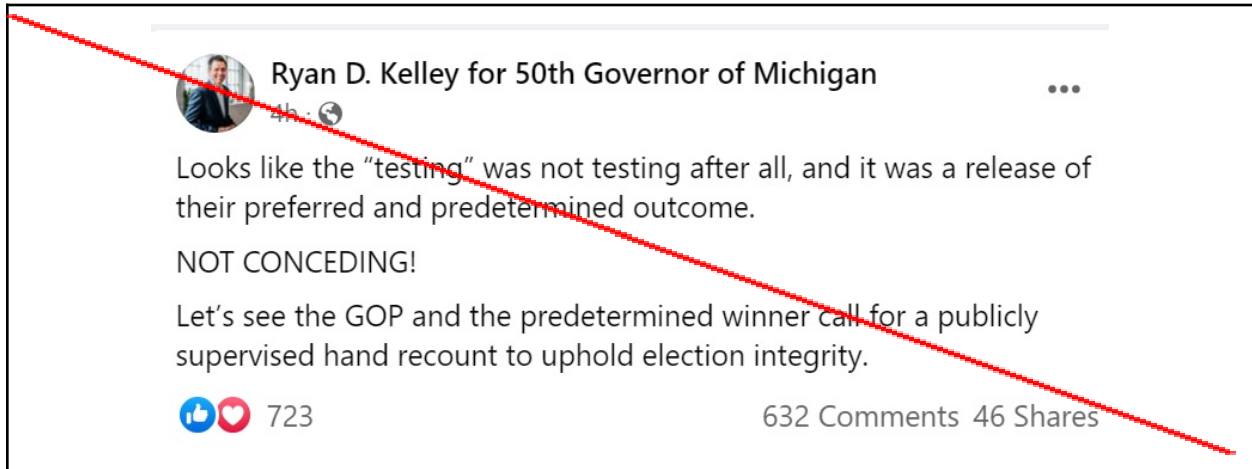 Ryan D. Kelley for 50th Governor of Michigan
4h ·
Looks like the “testing” was not testing after all, and it was a release of
their preferred and predetermined outcome.
NOT CONCEDING!
Let’s see the GOP and the predetermined winner call for a publicly
supervised hand recount to uphold election integrity.
723 632 Comments 46 Shares